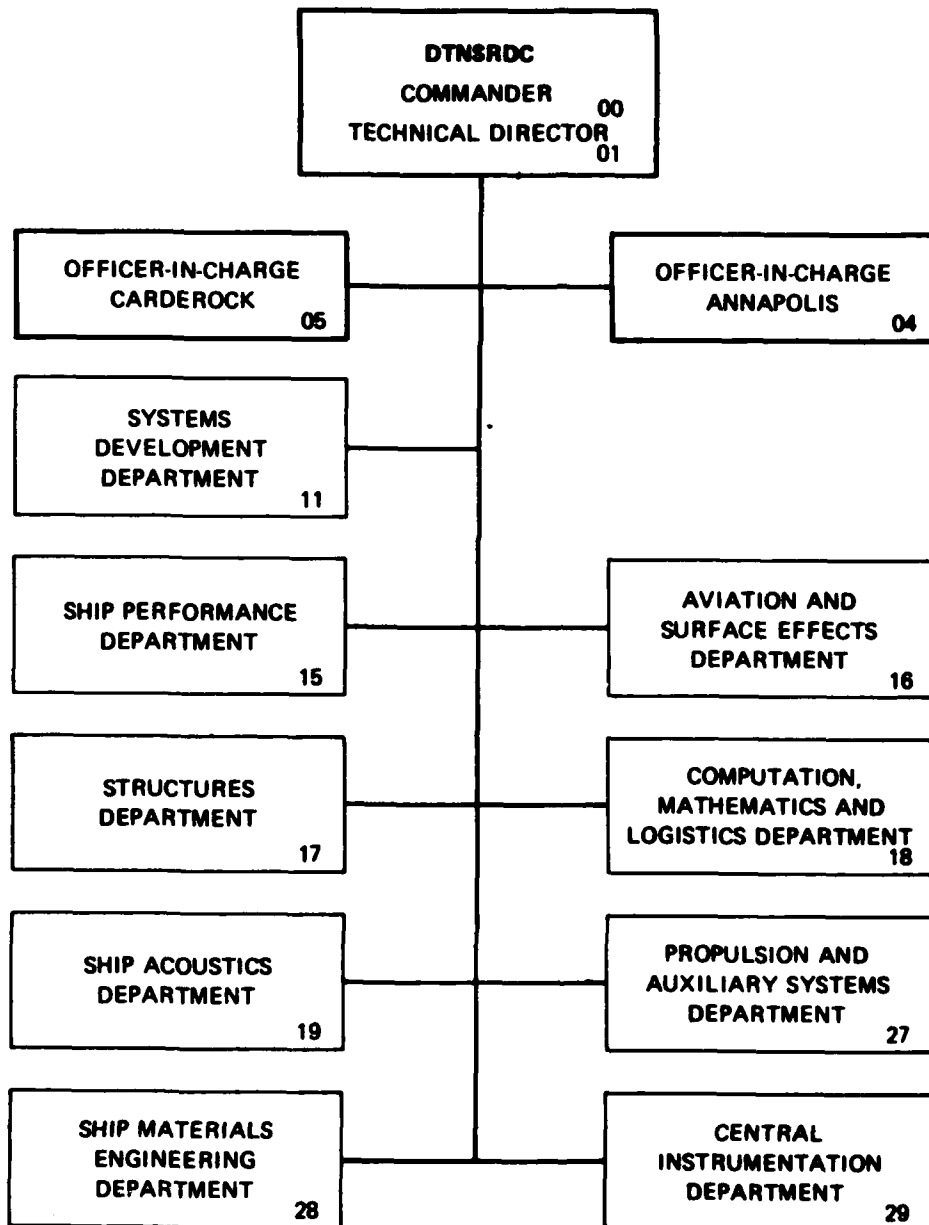 DTNSRDC
COMMANDER
00
TECHNICAL DIRECTOR
01
OFFICER-IN-CHARGE
CARDEROCK
05
OFFICER-IN-CHARGE
ANNAPOLIS
04
SYSTEMS
DEVELOPMENT
DEPARTMENT
11
SHIP PERFORMANCE
DEPARTMENT
15
AVIATION AND
SURFACE EFFECTS
DEPARTMENT
16
STRUCTURES
DEPARTMENT
17
COMPUTATION,
MATHEMATICS AND
LOGISTICS DEPARTMENT
18
SHIP ACOUSTICS
DEPARTMENT
19
PROPULSION AND
AUXILIARY SYSTEMS
DEPARTMENT
27
SHIP MATERIALS
ENGINEERING
DEPARTMENT
28
CENTRAL
INSTRUMENTATION
DEPARTMENT
29